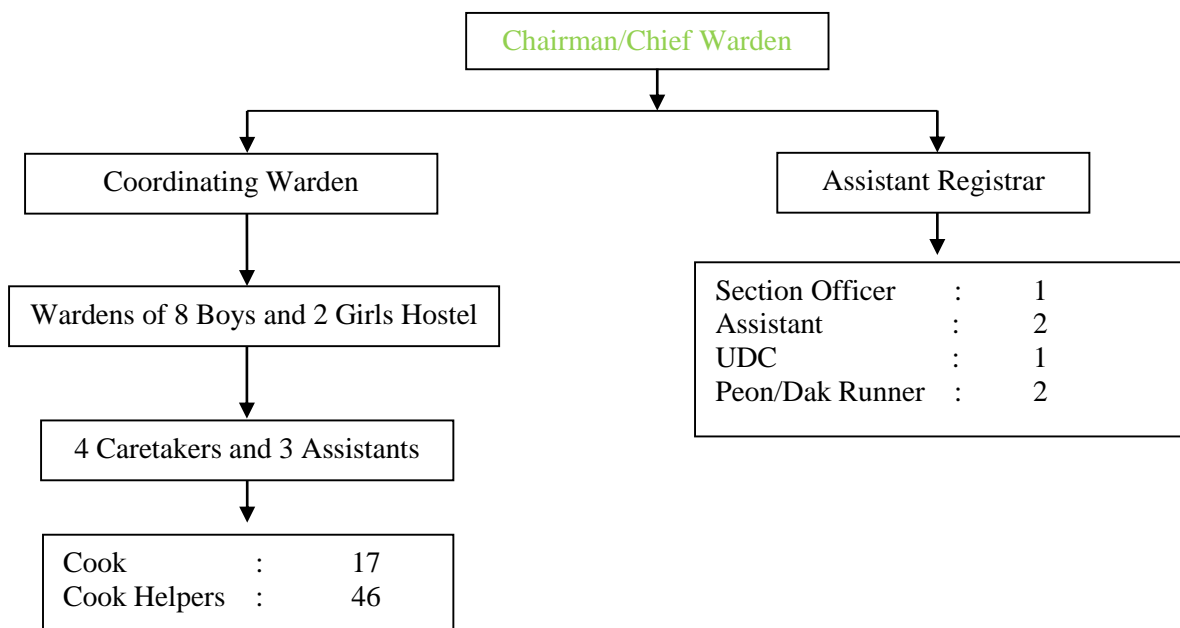 Chairman/Chief Warden
Coordinating Warden
Assistant Registrar
Wardens of 8 Boys and 2 Girls Hostel
Section Officer : 1
Assistant : 2
UDC : 1
Peon/Dak Runner : 2
4 Caretakers and 3 Assistants
Cook : 17
Cook Helpers : 46